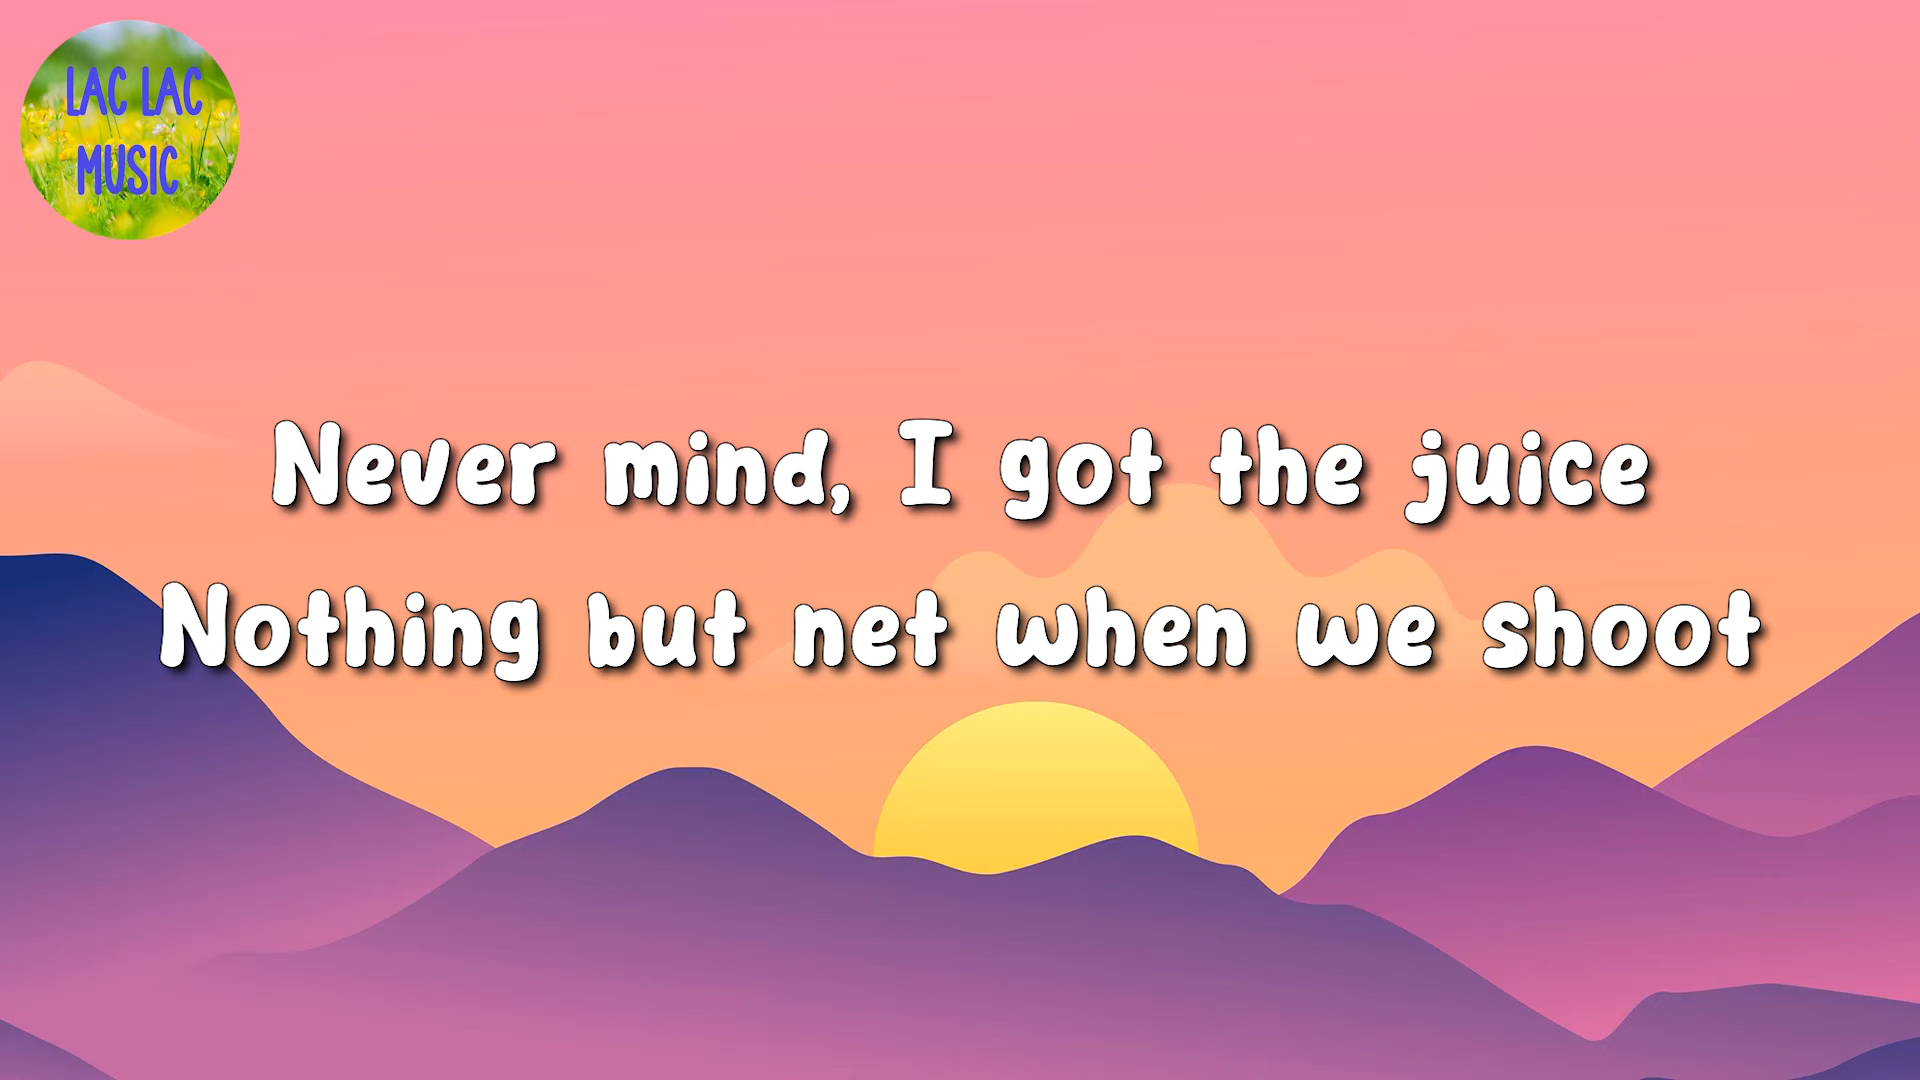 LAC LAC
MUSIC
Never mind, I got the juice
Nothing but net when we shoot